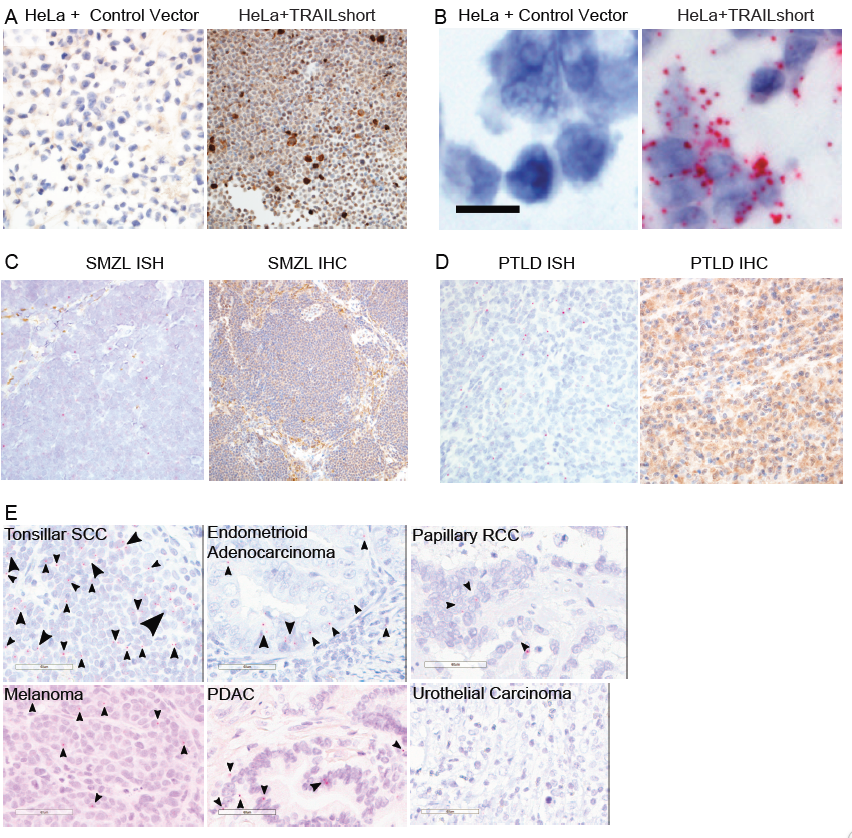 A HeLa + Control Vector HeLa+TRAILshort
B HeLa + Control Vector HeLa+TRAILshort
C SMZL ISH SMZL IHC
D PTLD ISH PTLD IHC
E
Tonsillar SCC
Endometrioid
Adenocarcinoma
Papillary RCC
Melanoma
PDAC
Urothelial Carcinoma